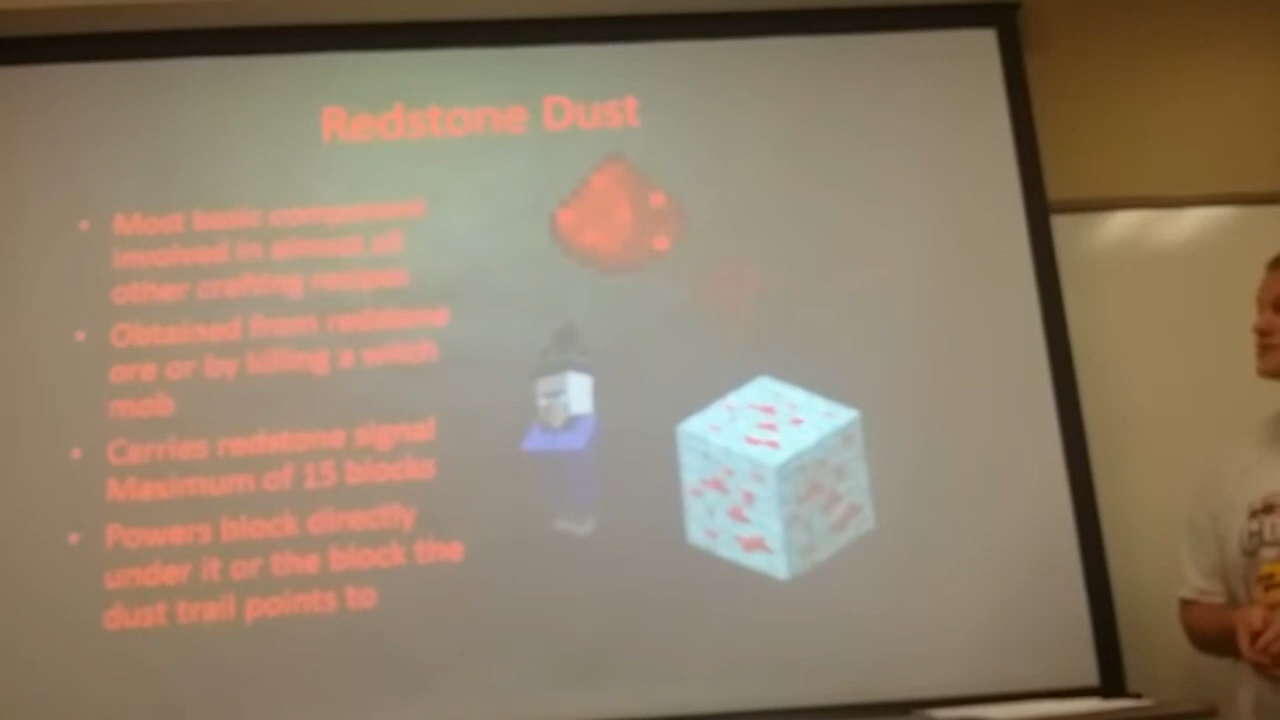 Redstone Dust
• Most basic component
involved in almost all
other crafting recipes
• Obtained from redstone
ore or by killing a witch
mob
• Carries redstone signal
Maximum of 15 blocks
• Powers block directly
under it or the block the
dust trail points to